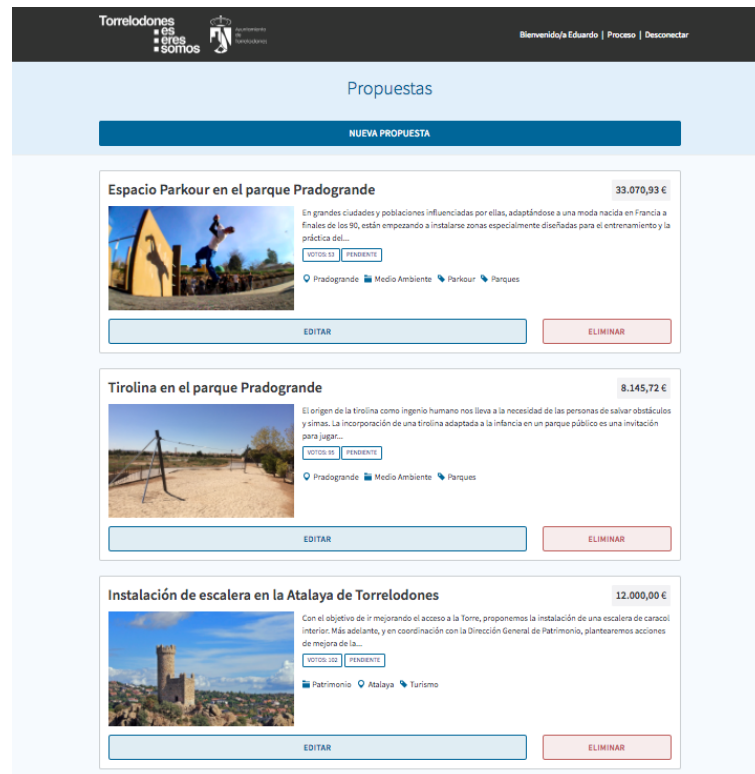 Torrelodones
es
eres
somos
Ayuntamiento
de
Torrelodones
Bienvenido/a Eduardo | Proceso | Desconectar
Propuestas
NUEVA PROPUESTA
Espacio Parkour en el parque Pradogrande
33.070,93 €
En grandes ciudades y poblaciones influenciadas por ellas, adaptándose a una moda nacida en Francia a
finales de los 90, están empezando a instalarse zonas especialmente diseñadas para el entrenamiento y la
práctica del...
VOTOS: 53 PENDIENTE
Pradogrande Medio Ambiente Parkour Parques
EDITAR ELIMINAR
Tirolina en el parque Pradogrande
8.145,72 €
El origen de la tirolina como ingenio humano nos lleva a la necesidad de las personas de salvar obstáculos
y simas. La incorporación de una tirolina adaptada a la infancia en un parque público es una invitación
para jugar...
VOTOS: 95 PENDIENTE
Pradogrande Medio Ambiente Parques
EDITAR ELIMINAR
Instalación de escalera en la Atalaya de Torrelodones
12.000,00 €
Con el objetivo de ir mejorando el acceso a la Torre, proponemos la instalación de una escalera de caracol
interior. Más adelante, y en coordinación con la Dirección General de Patrimonio, plantearemos acciones
de mejora de la...
VOTOS: 102 PENDIENTE
Patrimonio Atalaya Turismo
EDITAR ELIMINAR